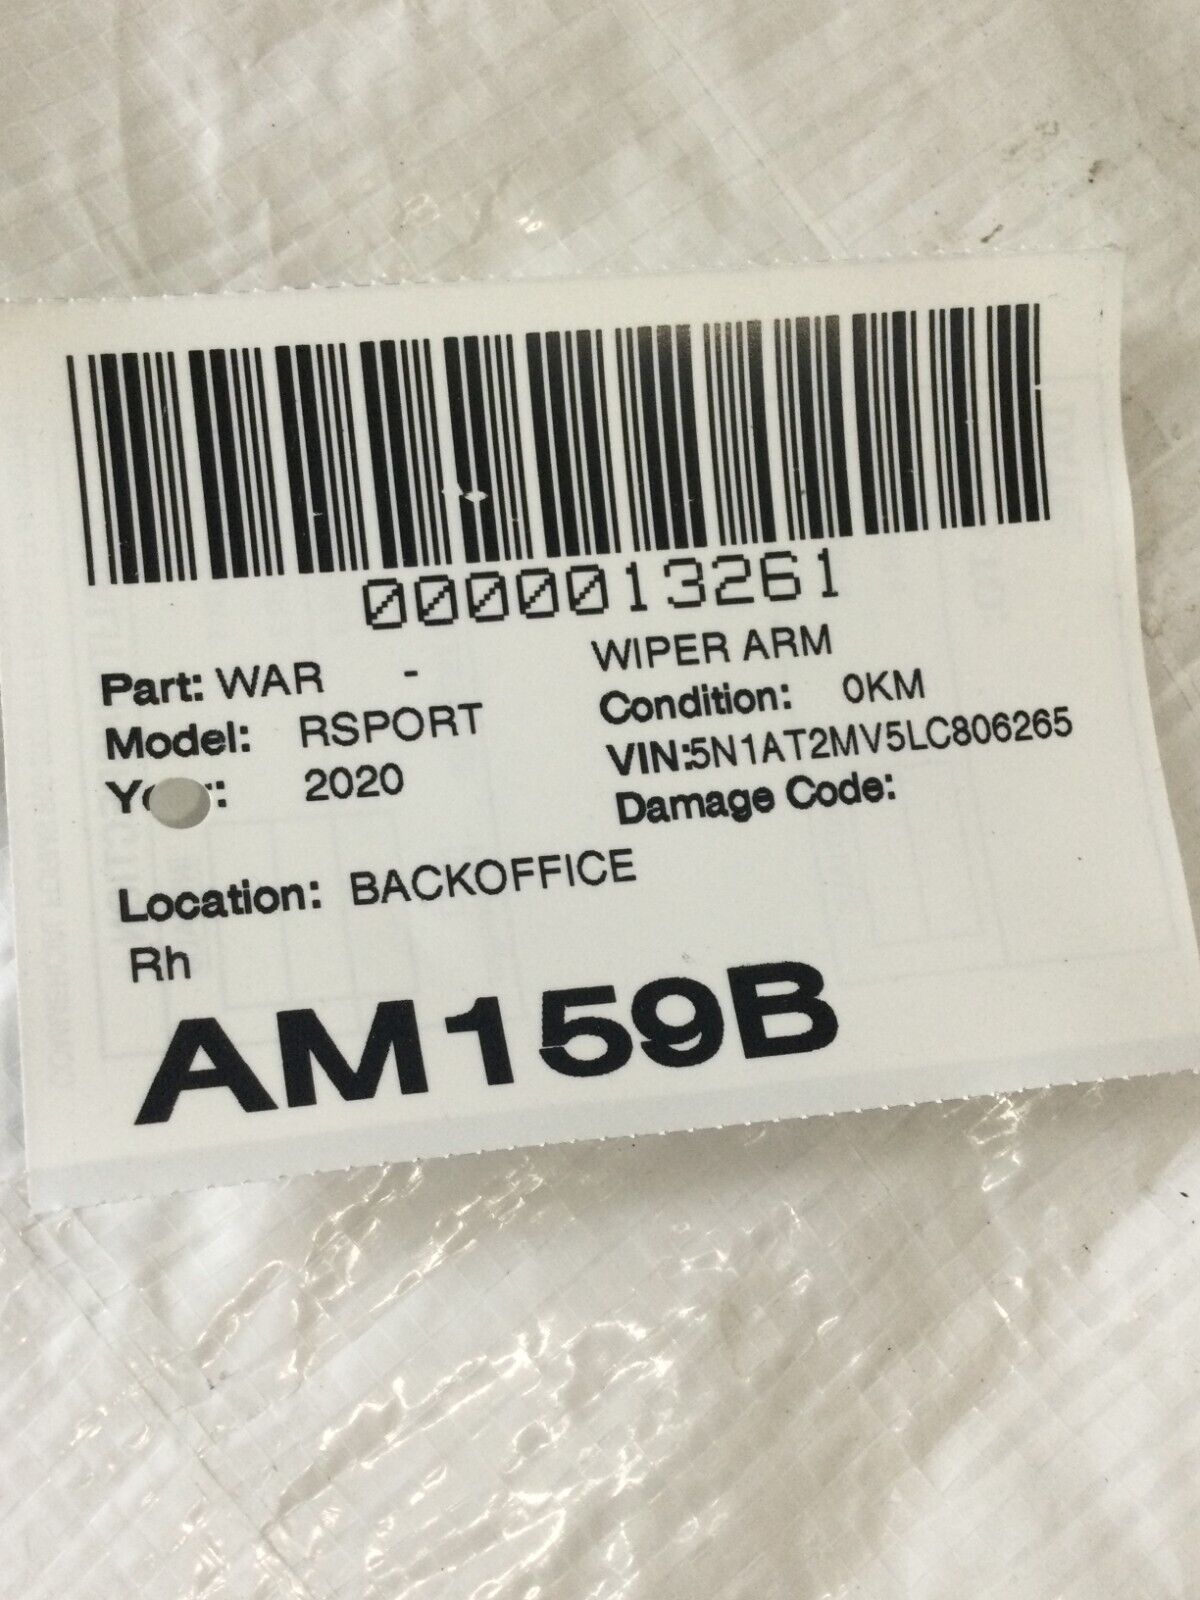 0000013261
Part: WAR - WIPER ARM
Model: RSPORT Condition: 0KM
2020 VIN:5N1AT2MV5LC806265
Damage Code:
Location: BACKOFFICE
Rh
AM159B